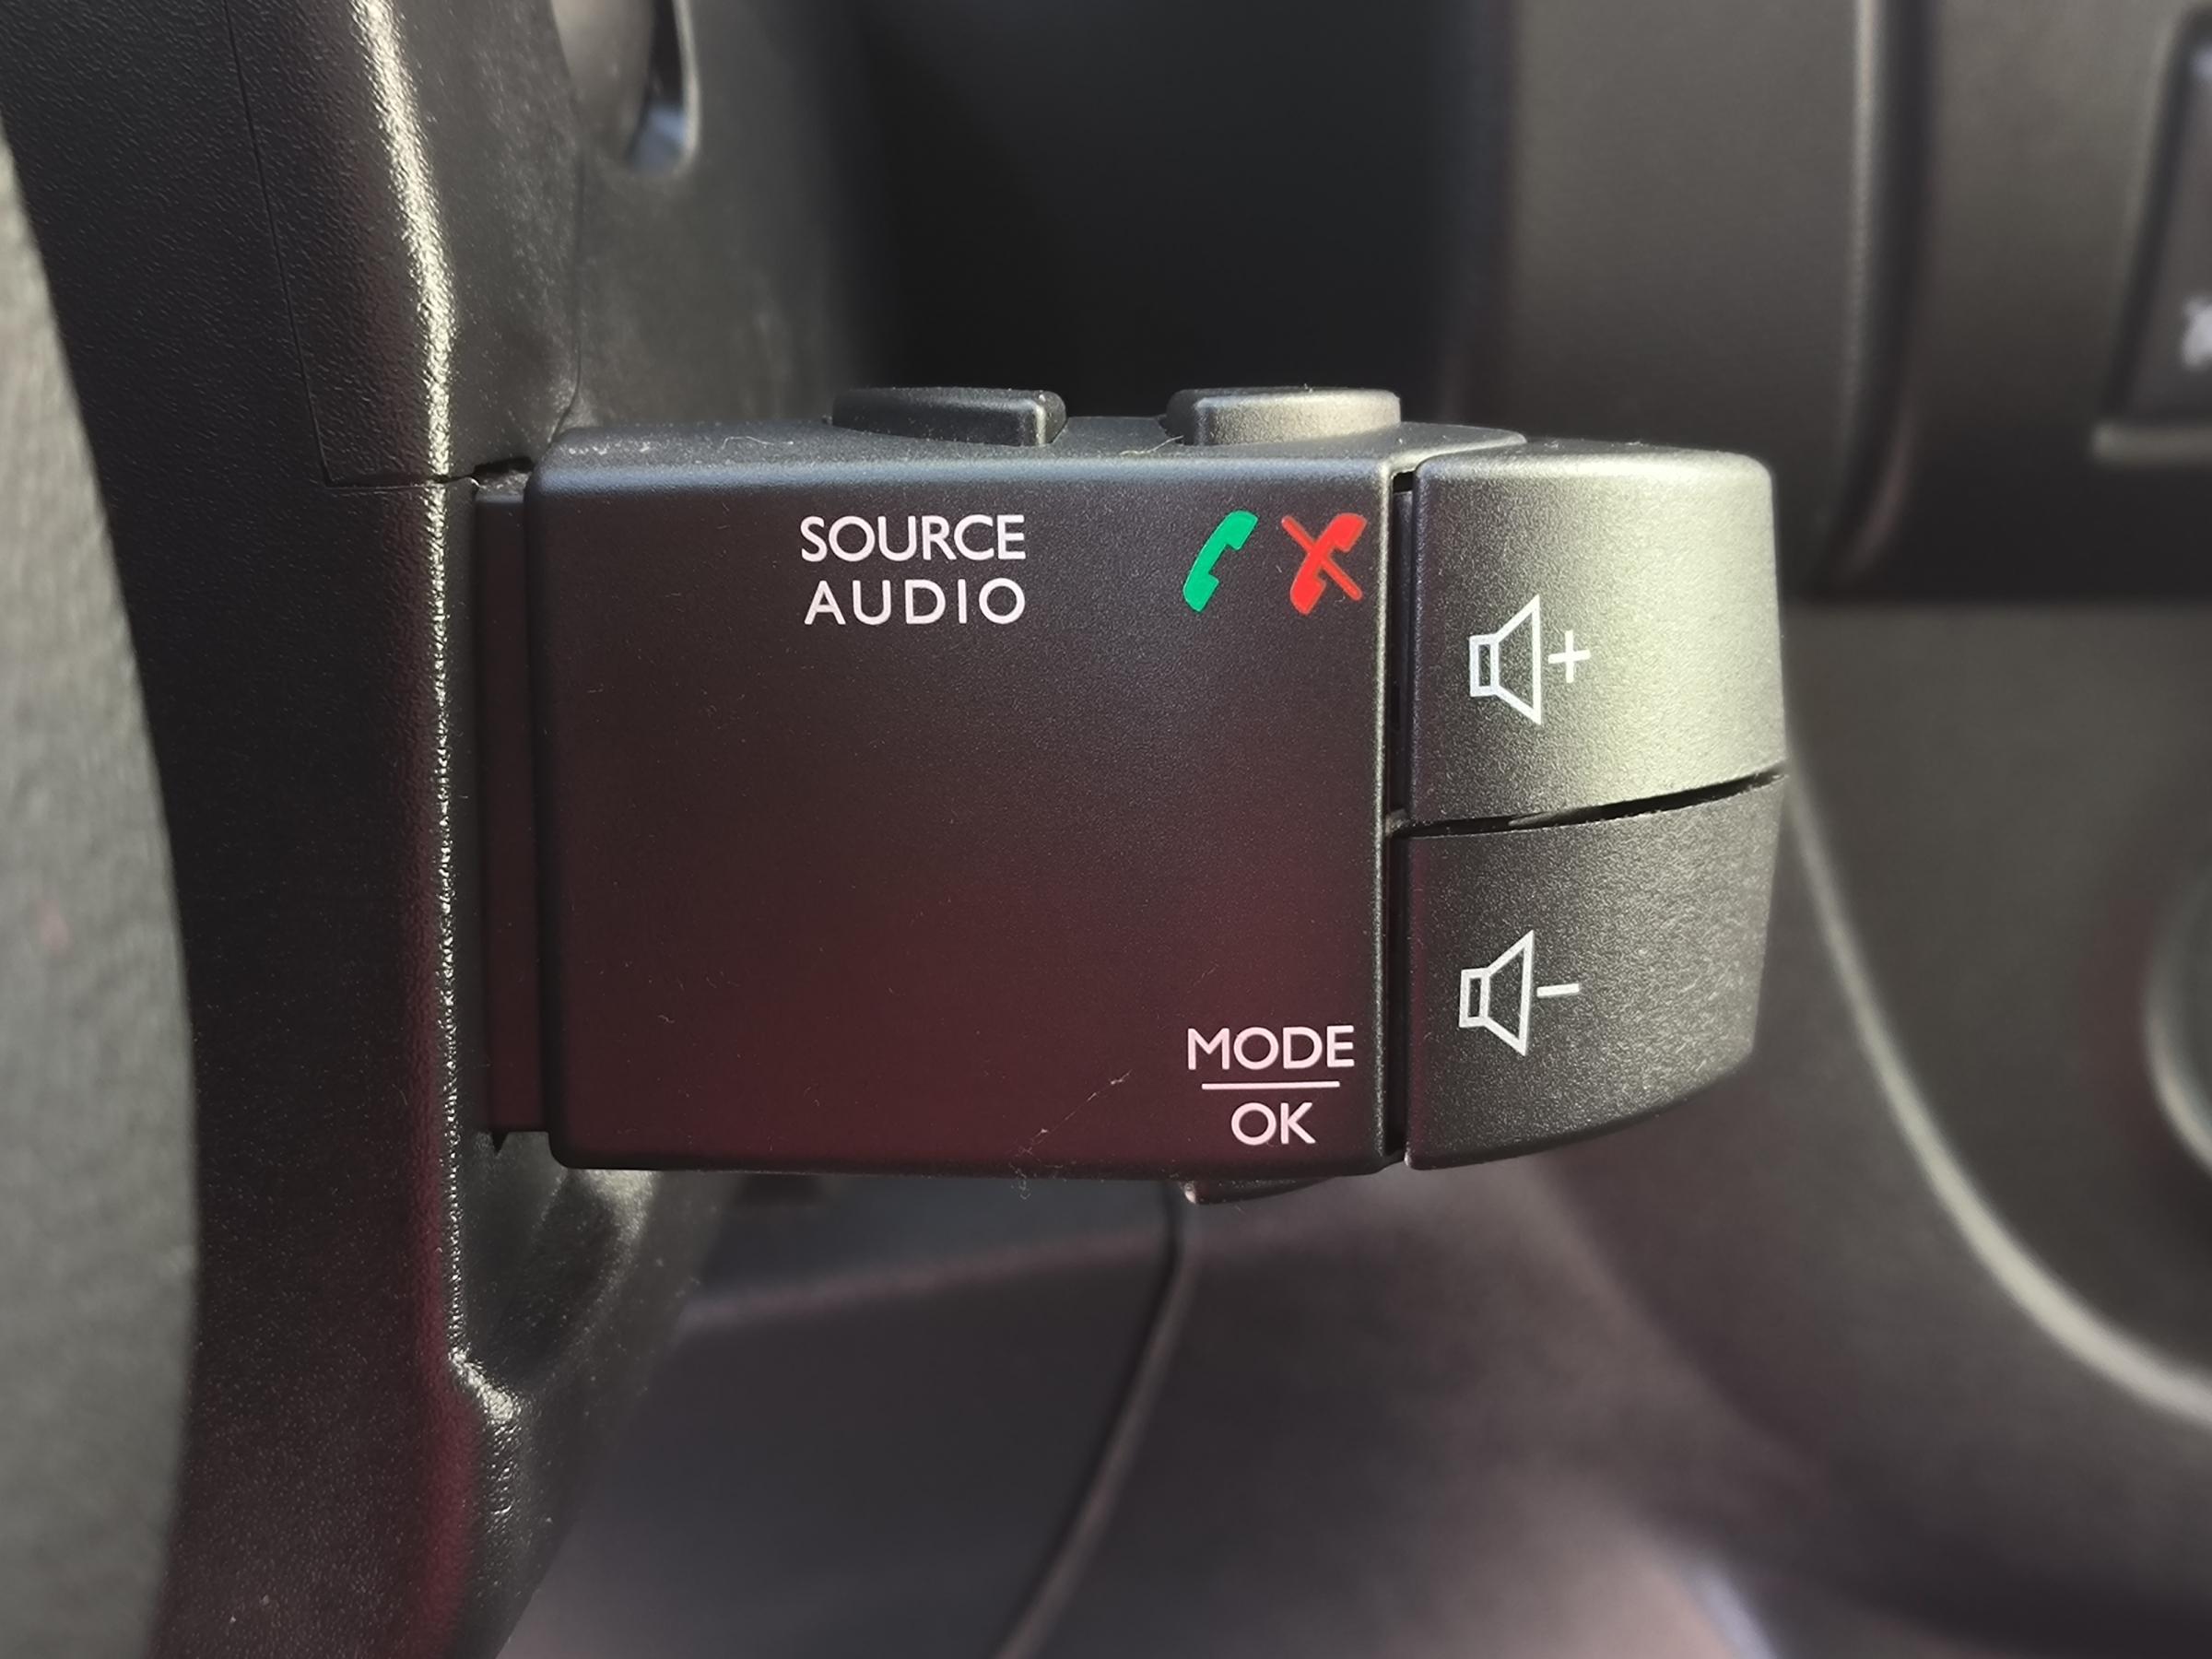 SOURCE
AUDIO
+
-
MODE
OK